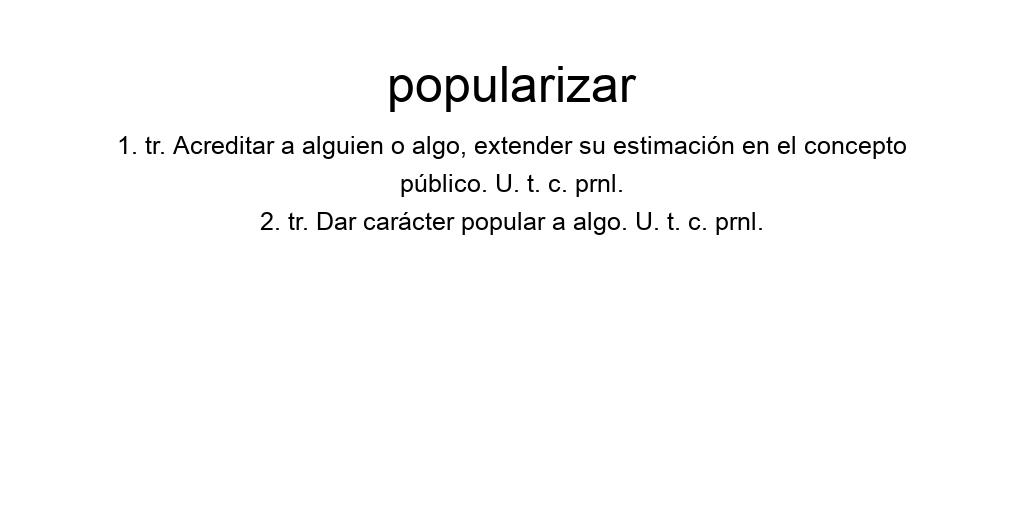 popularizar
1. tr. Acreditar a alguien o algo, extender su estimación en el concepto
público. U. t. c. prnl.
2. tr. Dar carácter popular a algo. U. t. c. prnl.